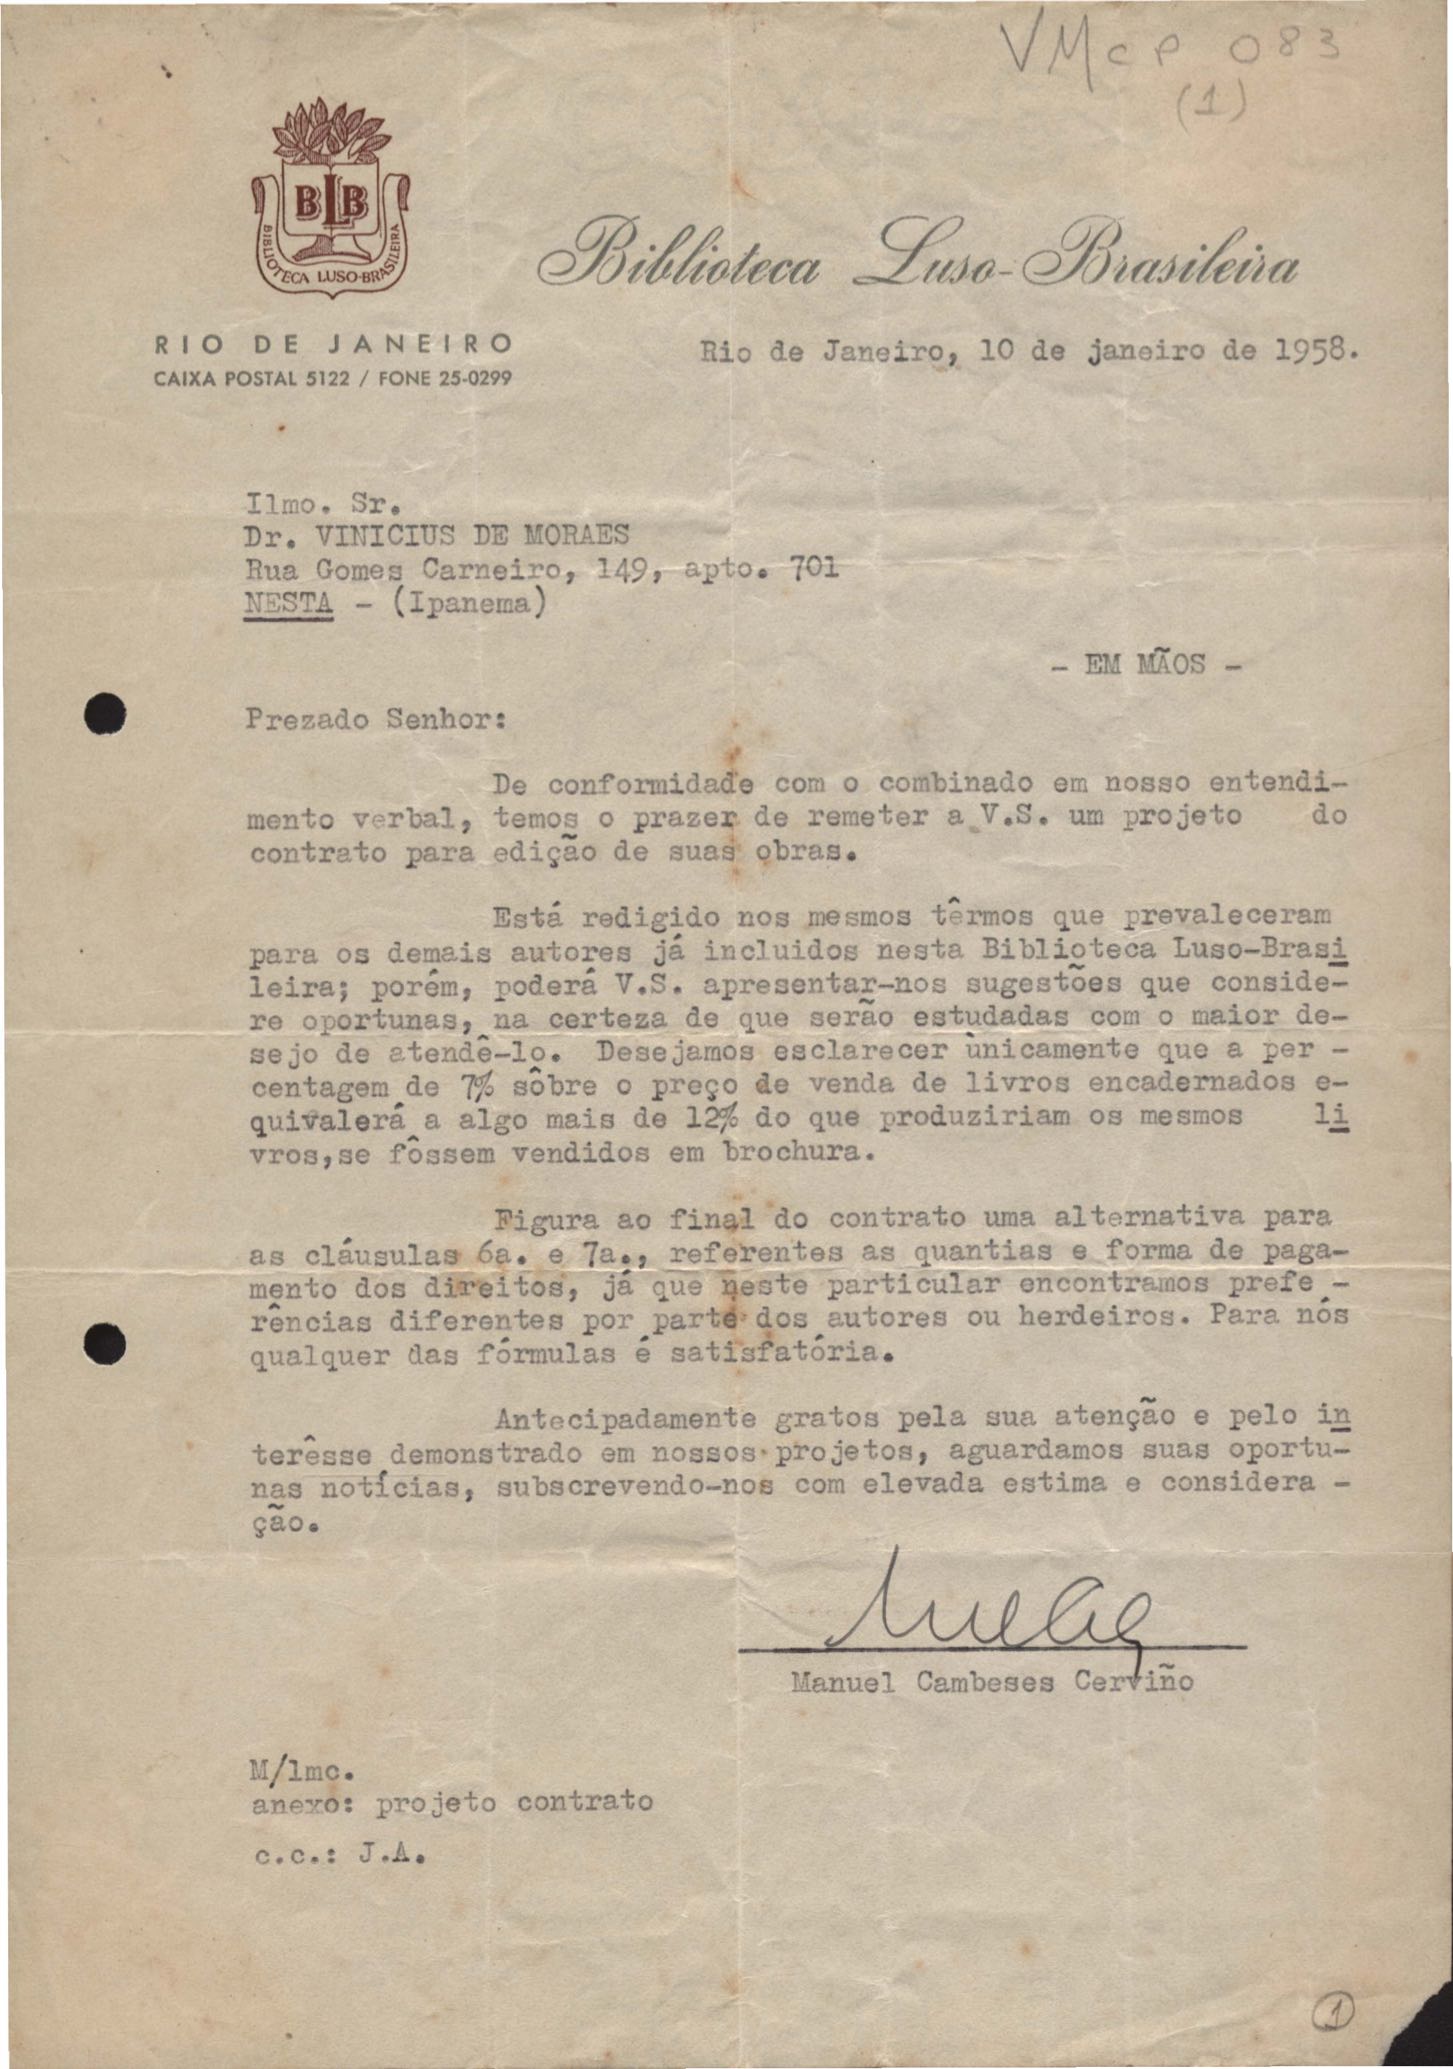 VMcp 083
(1)
BLB
BIBLIOTECA LUSO-BRASILEIRA
Biblioteca Luso-Brasileira
RIO DE JANEIRO
CAIXA POSTAL 5122 / FONE 25-0299
Rio de Janeiro, 10 de janeiro de 1958.
Ilmo. Sr.
Dr. VINICIUS DE MORAES
Rua Gomes Carneiro, 149, apto. 701
NESTA - (Ipanema)
- EM MÃOS -
Prezado Senhor:
De conformidade com o combinado em nosso entendi-
mento verbal, temos o prazer de remeter a V.S. um projeto do
contrato para edição de suas obras.
Está redigido nos mesmos têrmos que prevaleceram
para os demais autores já incluidos nesta Biblioteca Luso-Brasi
leira; porém, poderá V.S. apresentar-nos sugestões que conside-
re oportunas, na certeza de que serão estudadas com o maior de-
sejo de atendê-lo. Desejamos esclarecer ùnicamente que a per -
centagem de 7% sôbre o preço de venda de livros encadernados e-
quivalerá a algo mais de 12% do que produziriam os mesmos li
vros,se fôssem vendidos em brochura.
Figura ao final do contrato uma alternativa para
as cláusulas 6a. e 7a., referentes as quantias e forma de paga-
mento dos direitos, já que neste particular encontramos prefe -
rências diferentes por parte dos autores ou herdeiros. Para nós
qualquer das fórmulas é satisfatória.
Antecipadamente gratos pela sua atenção e pelo in
terêsse demonstrado em nossos projetos, aguardamos suas oportu-
nas notícias, subscrevendo-nos com elevada estima e considera -
ção.
Manuel Cambeses Cerviño
M/lmc.
anexo: projeto contrato
c.c.: J.A.
1